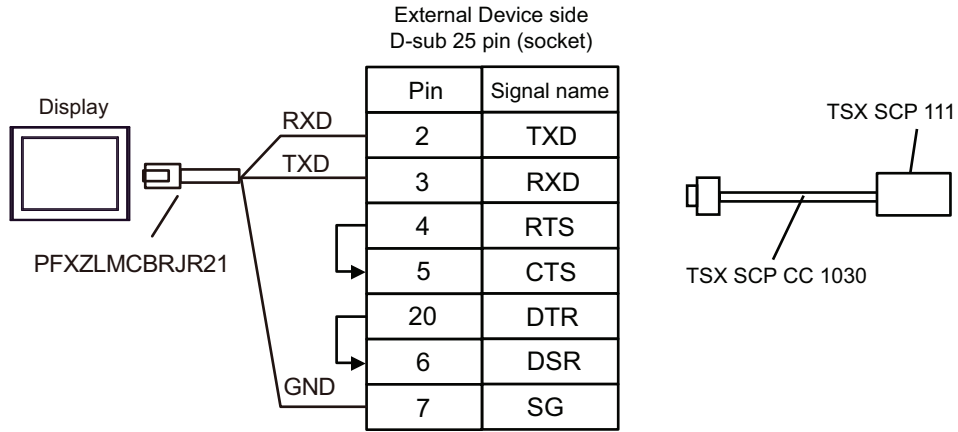 External Device side
D-sub 25 pin (socket)
Pin Signal name
Display
RXD
2 TXD
TXD
3 RXD
4 RTS
5 CTS
20 DTR
6 DSR
GND
7 SG
PFXZLMCBRJR21
TSX SCP 111
TSX SCP CC 1030